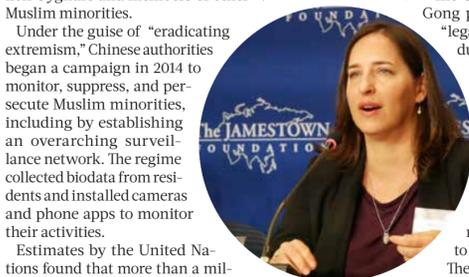 Muslim minorities.
Under the guise of “eradicating
extremism,” Chinese authorities
began a campaign in 2014 to
monitor, suppress, and per-
secute Muslim minorities,
including by establishing
an overarching surveil-
lance network. The regime
collected biodata from resi-
dents and installed cameras
and phone apps to monitor
their activities.
Estimates by the United Na-
tions found that more than a mil-
FOUNDATION
The JAMESTOWN
FOUNDATION
Gong p
“lega
du
to
The